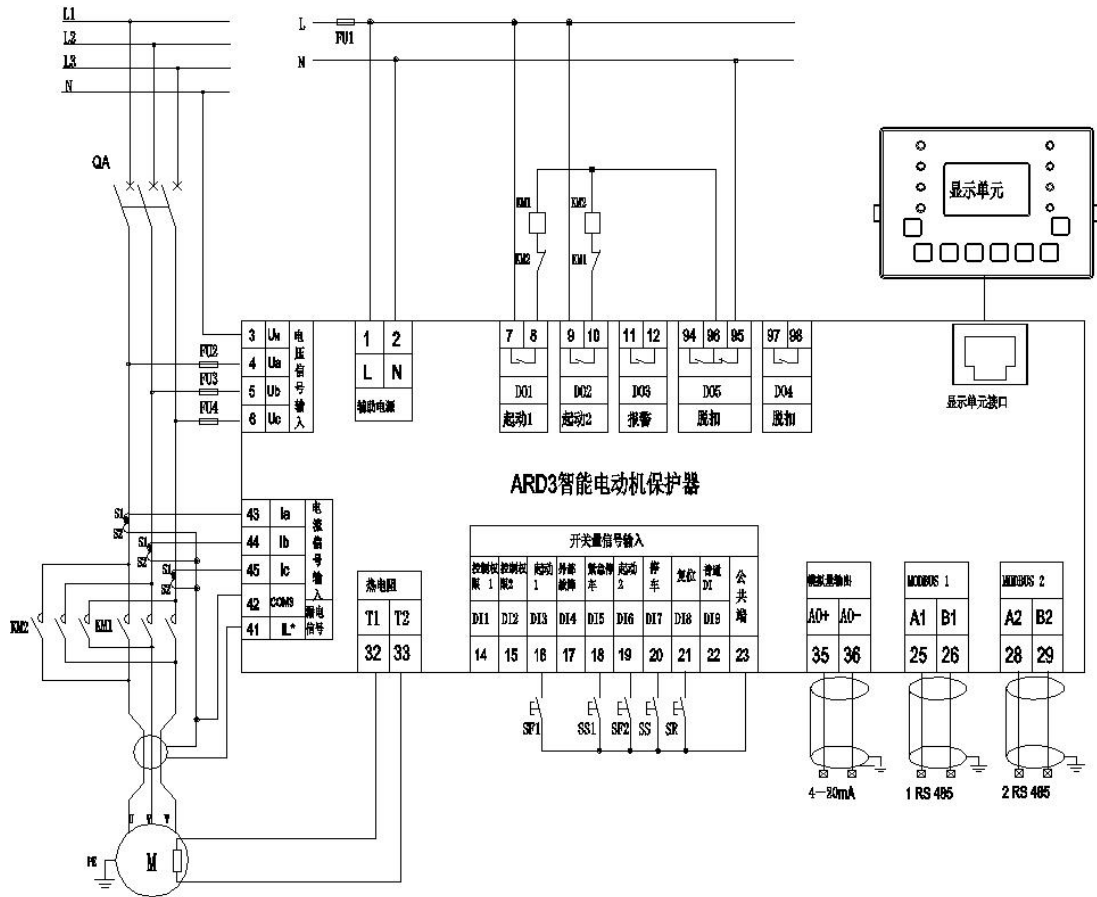 L1
L2
L3
N
L
FU1
N
QA
KM1
KM2
KM2
KM1
显示单元
3 UN
4 Ua
5 Ub
6 Uc
电压信号输入
FU2
FU3
FU4
1 2
L N
辅助电源
7 8
DO1
起动1
9 10
DO2
起动2
11 12
DO3
报警
94 96 95
DO5
脱扣
97 98
DO4
脱扣
显示单元接口
ARD3智能电动机保护器
43 Ia
44 Ib
45 Ic
42 COM3
41 IL*
电流信号输入
漏电信号
S1
S2
S1
S2
S1
S2
KM2
KM1
热电阻
T1 T2
32 33
开关量信号输入
控制权限 1 控制权限2 起动1 外部故障 紧急停车 起动2 停车 复位 普通DI 公共端
DI1 DI2 DI3 DI4 DI5 DI6 DI7 DI8 DI9
14 15 16 17 18 19 20 21 22 23
SF1 SS1 SF2 SS SR
模拟量输出
AO+ AO-
35 36
4—20mA
MODBUS 1
A1 B1
25 26
1 RS 485
MODBUS 2
A2 B2
28 29
2 RS 485
U V W
PE
M